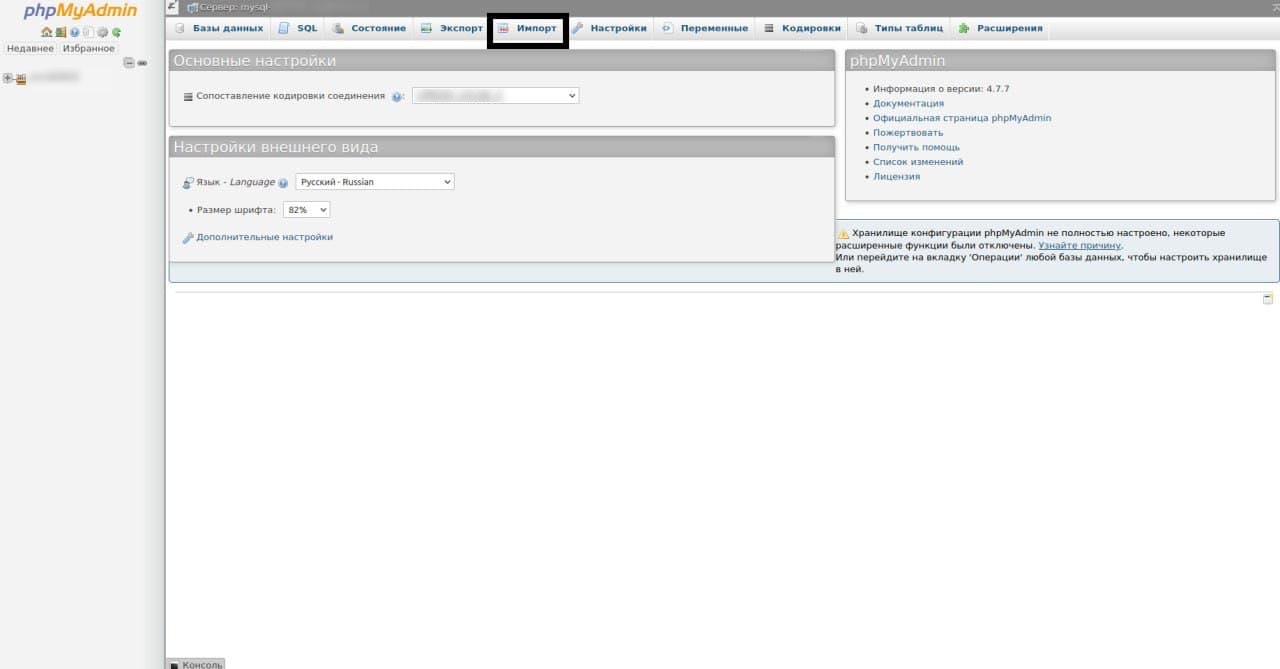 phpMyAdmin
Недавнее Избранное
Сервер: mysql-
Базы данных SQL Состояние Экспорт Импорт Настройки Переменные Кодировки Типы таблиц Расширения
Основные настройки
Сопоставление кодировки соединения :
Настройки внешнего вида
Язык - Language Русский - Russian
Размер шрифта: 82%
Дополнительные настройки
phpMyAdmin
Информация о версии: 4.7.7
Документация
Официальная страница phpMyAdmin
Пожертвовать
Получить помощь
Список изменений
Лицензия
Хранилище конфигурации phpMyAdmin не полностью настроено, некоторые
расширенные функции были отключены. Узнайте причину.
Или перейдите на вкладку 'Операции' любой базы данных, чтобы настроить хранилище
в ней.
Консоль